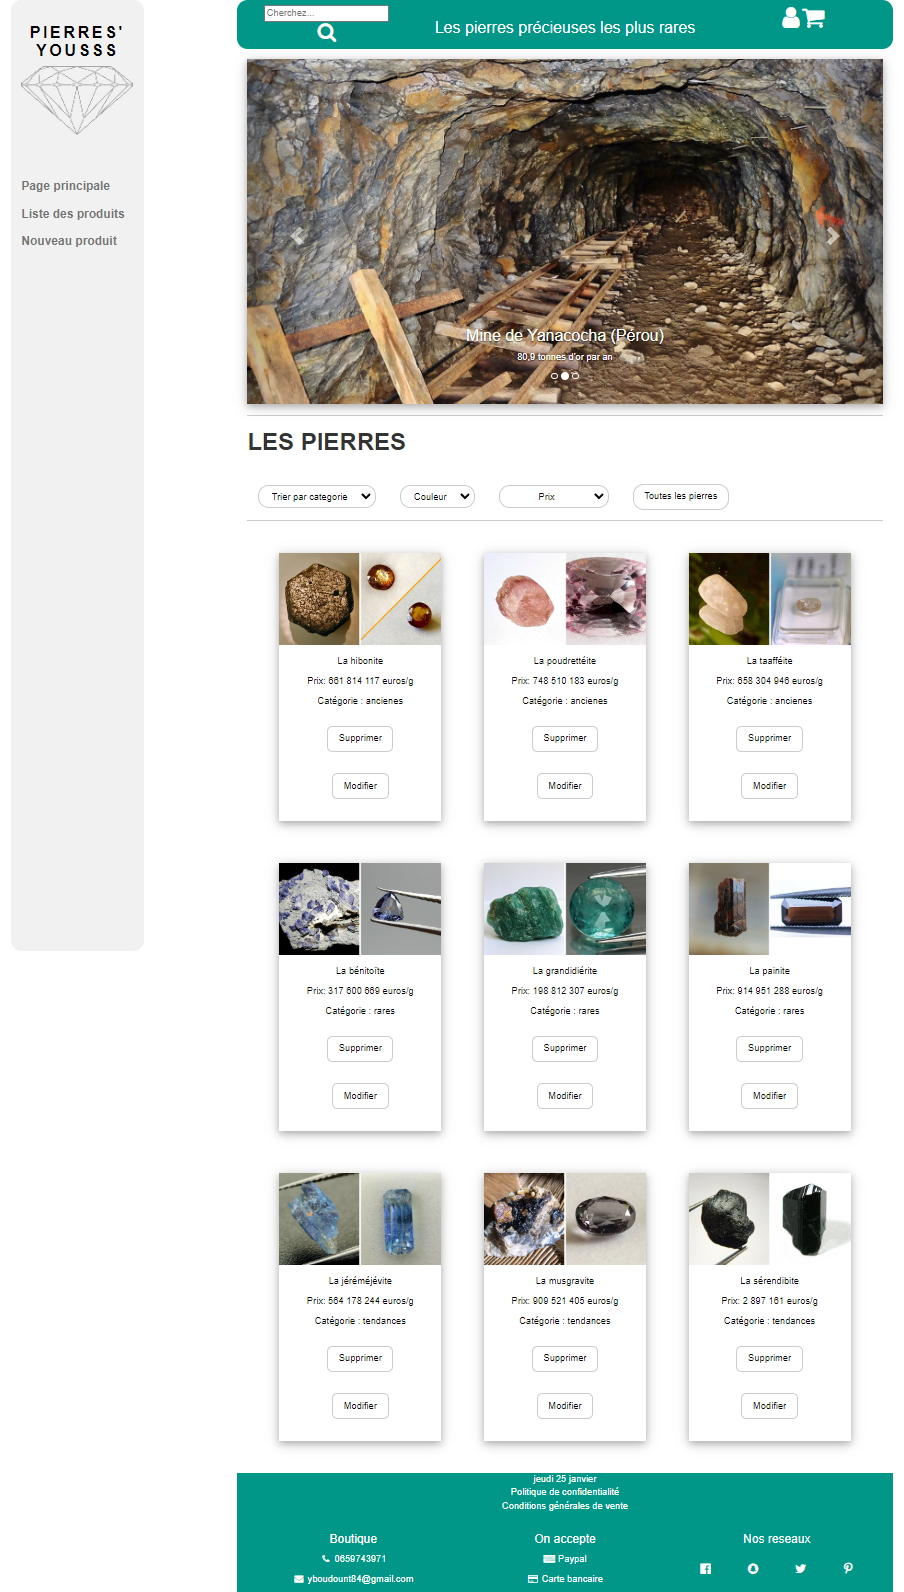 PIERRES'
YOUSSS
Page principale
Liste des produits
Nouveau produit
Cherchez...
Les pierres précieuses les plus rares
Mine de Yanacocha (Pérou)
80,9 tonnes d'or par an
LES PIERRES
Trier par categorie
Couleur
Prix
Toutes les pierres
La hibonite
Prix: 661 814 117 euros/g
Catégorie : ancienes
Supprimer
Modifier
La poudrettéite
Prix: 748 510 183 euros/g
Catégorie : ancienes
Supprimer
Modifier
La taafféite
Prix: 658 304 946 euros/g
Catégorie : ancienes
Supprimer
Modifier
La bénitoïte
Prix: 317 600 669 euros/g
Catégorie : rares
Supprimer
Modifier
La grandidiérite
Prix: 198 812 307 euros/g
Catégorie : rares
Supprimer
Modifier
La painite
Prix: 914 951 288 euros/g
Catégorie : rares
Supprimer
Modifier
La jéréméjévite
Prix: 564 178 244 euros/g
Catégorie : tendances
Supprimer
Modifier
La musgravite
Prix: 909 521 405 euros/g
Catégorie : tendances
Supprimer
Modifier
La sérendibite
Prix: 2 897 161 euros/g
Catégorie : tendances
Supprimer
Modifier
jeudi 25 janvier
Politique de confidentialité
Conditions générales de vente
Boutique
0659743971
yboudount84@gmail.com
On accepte
Paypal
Carte bancaire
Nos reseaux